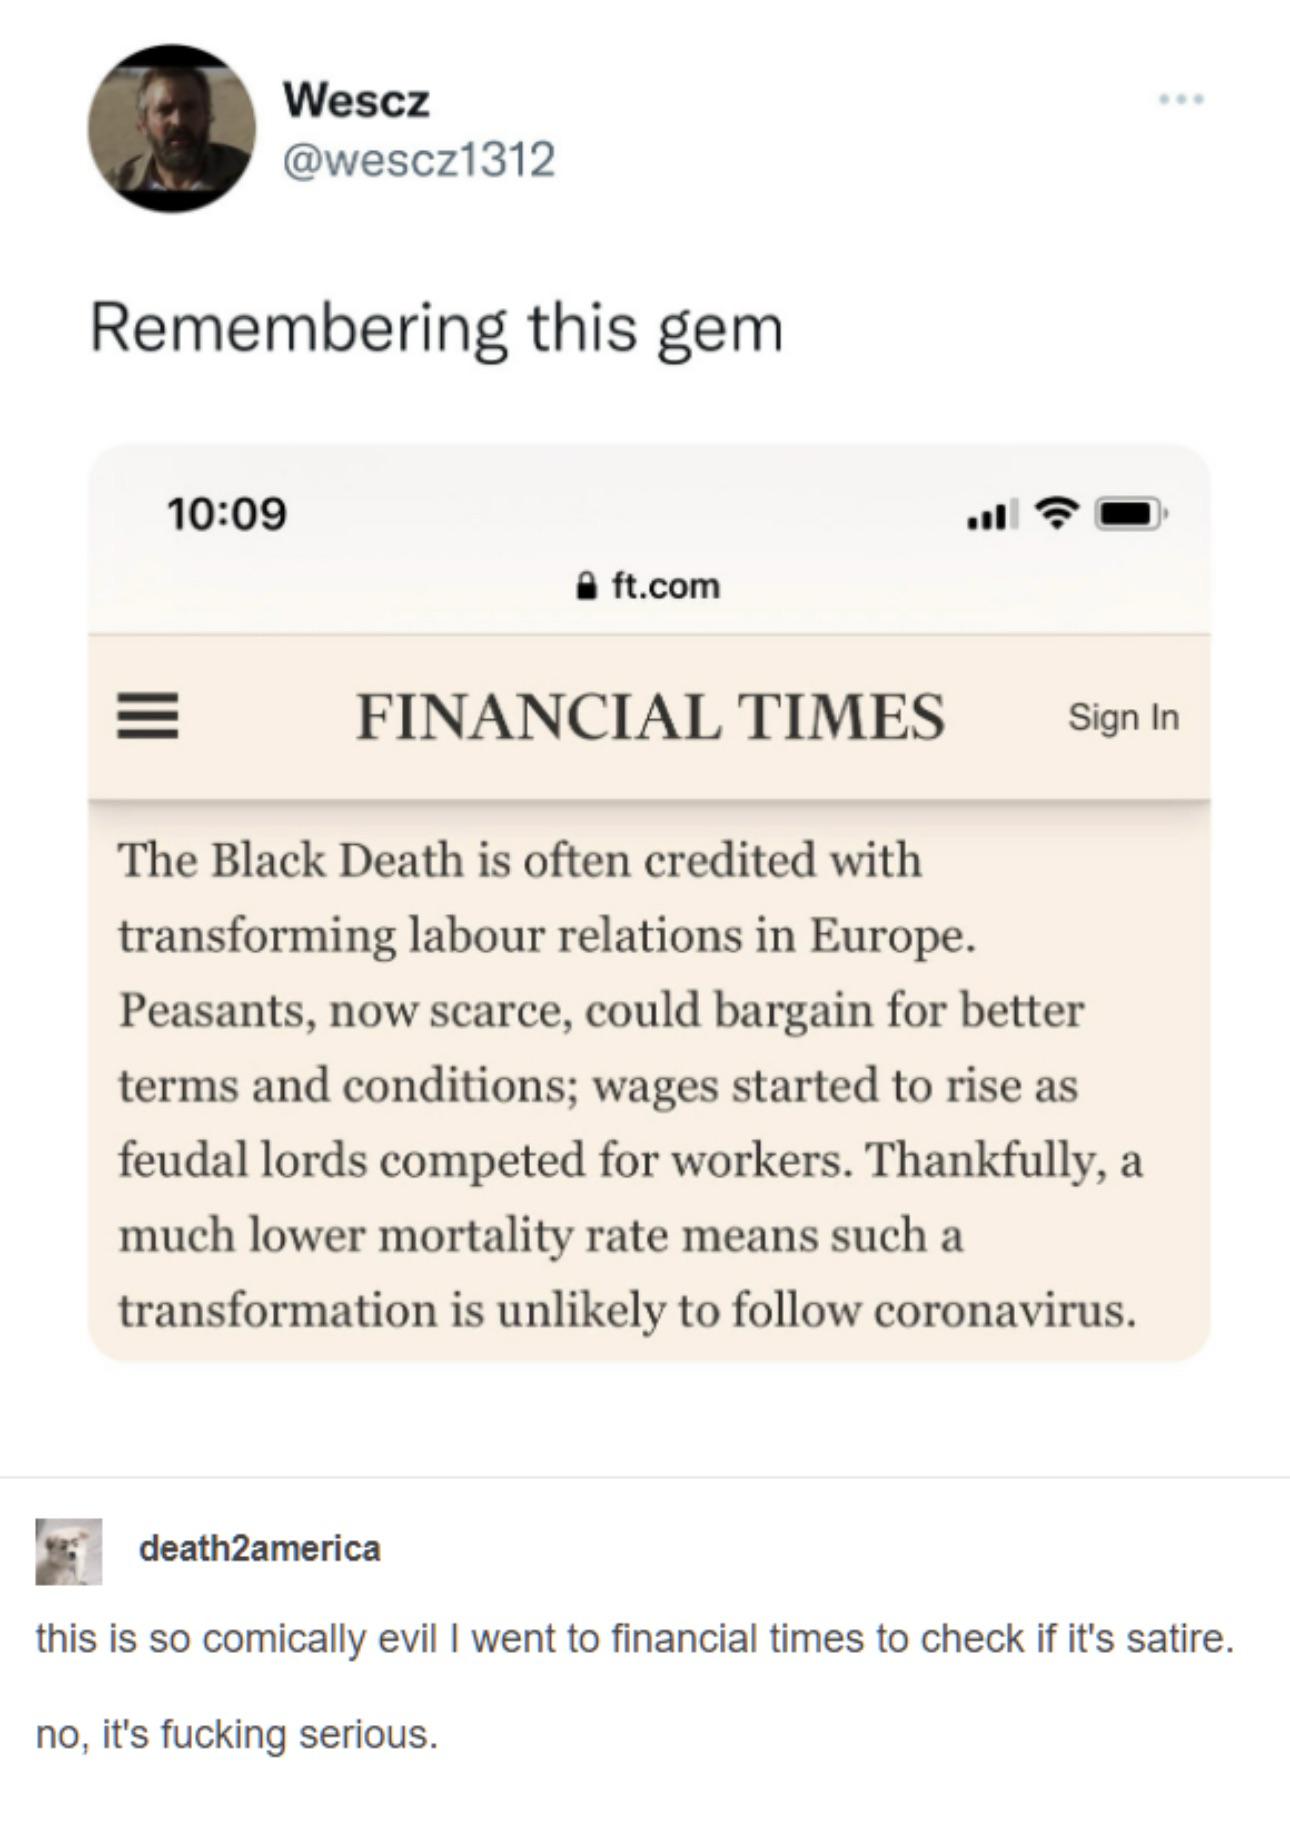 Wescz
@wescz1312
Remembering this gem
10:09
ft.com
FINANCIAL TIMES
Sign In
The Black Death is often credited with
transforming labour relations in Europe.
Peasants, now scarce, could bargain for better
terms and conditions; wages started to rise as
feudal lords competed for workers. Thankfully, a
much lower mortality rate means such a
transformation is unlikely to follow coronavirus.
death2america
this is so comically evil I went to financial times to check if it's satire.
no, it's fucking serious.